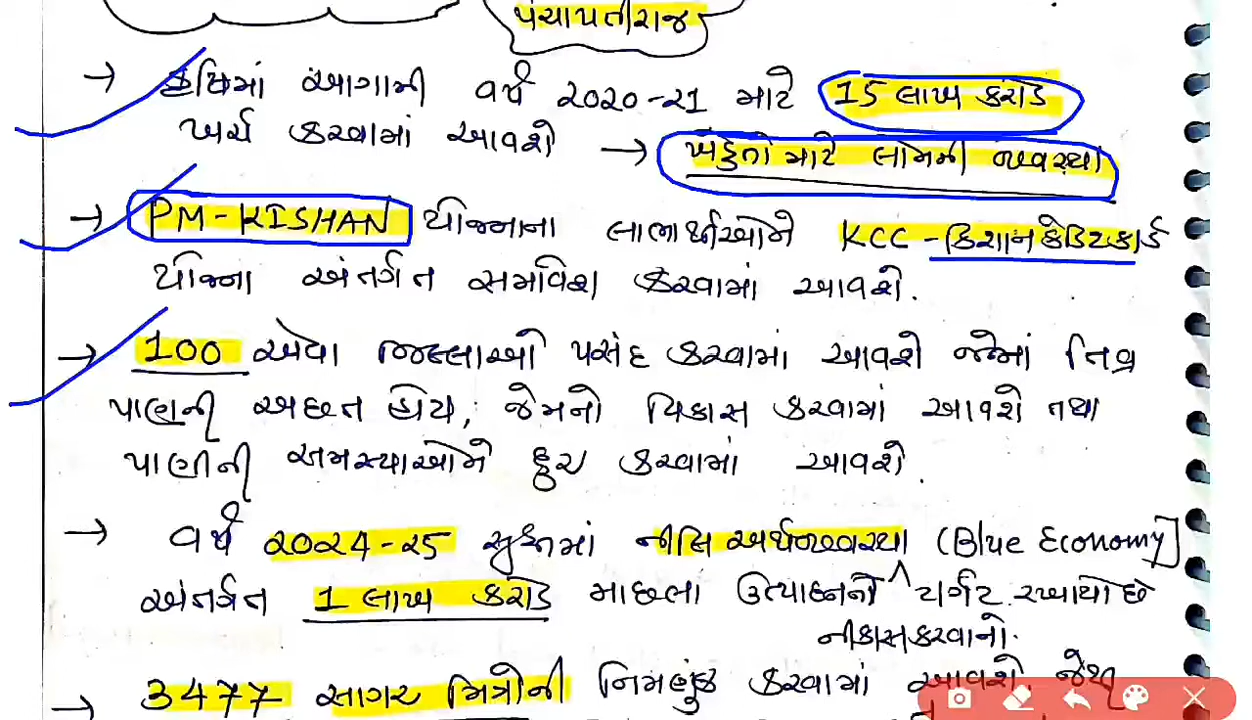 પંચાયતીરાજ
→ કૃષિમાં આગામી વર્ષ 2020-21 માટે 15 લાખ કરોડ
ખર્ચ કરવામાં આવશે → ખેડુતો માટે લોનની વ્યવસ્થા
→ PM-KISHAN યોજનાના લાભાર્થીઓને KCC - કિશાનક્રેડિટકાર્ડ
યોજના અંતર્ગત સમાવેશ કરવામાં આવશે.
→ 100 એવા જિલ્લાઓ પસંદ કરવામાં આવશે જેમાં તિવ્ર
પાણીની અછત હોય, જેમનો વિકાસ કરવામાં આવશે તથા
પાણીની સમસ્યાઓને દુર કરવામાં આવશે.
→ વર્ષ 2024-25 સુધીમાં નીલિ અર્થવ્યવસ્થા (Blue Economy]
અંતર્ગત 1 લાખ કરોડ માછલા ઉત્પાદનનો ^ ટાર્ગેટ રખાયો છે
નીકાસ કરવાનો.
→ 3477 સાગર મિત્રોની નિમણુંક કરવામાં આવશે. જેથી